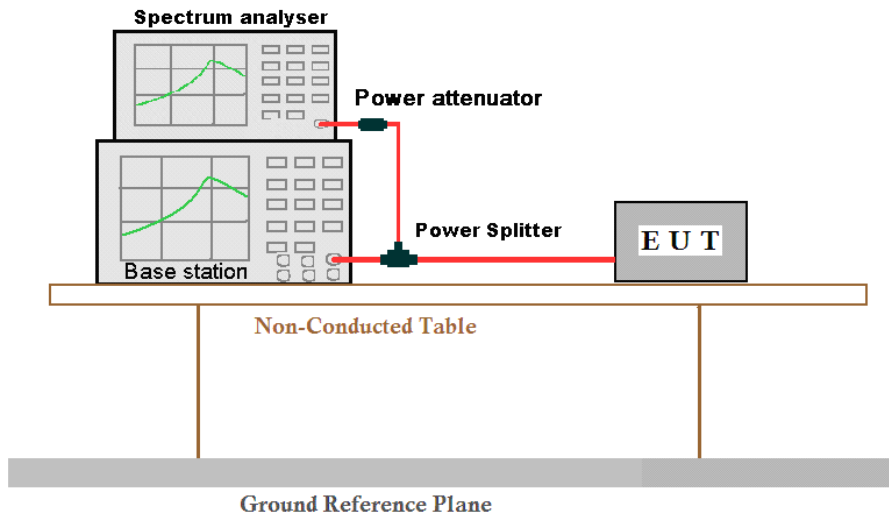 Spectrum analyser
Power attenuator
Power Splitter
E U T
Base station
Non-Conducted Table
Ground Reference Plane